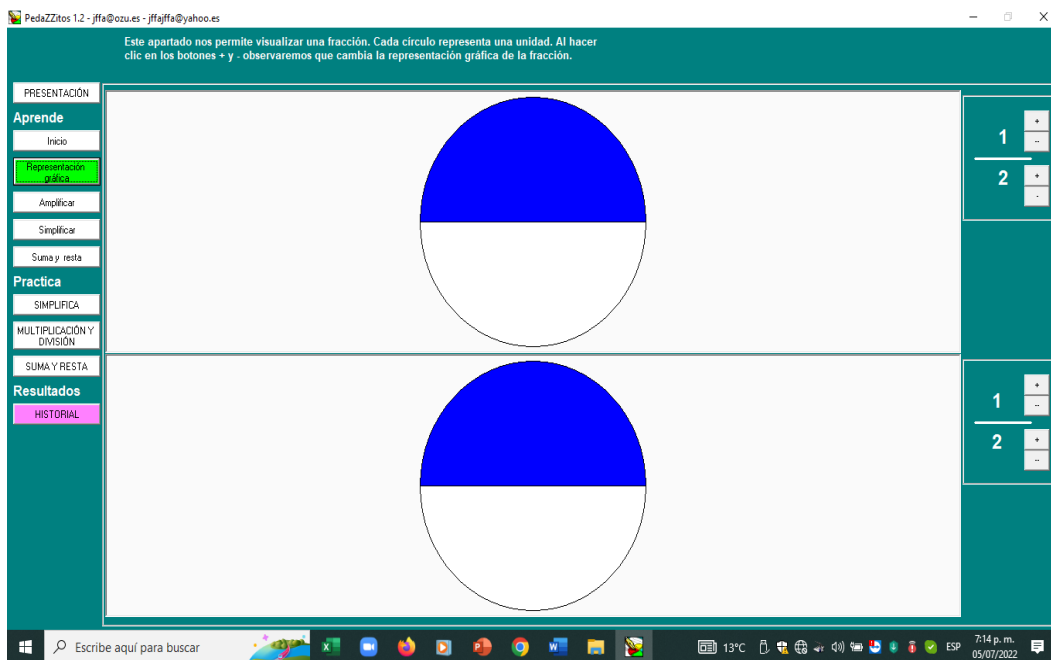 PedaZZitos 1.2 - jffa@ozu.es - jffajffa@yahoo.es
Este apartado nos permite visualizar una fracción. Cada círculo representa una unidad. Al hacer
clic en los botones + y - observaremos que cambia la representación gráfica de la fracción.
PRESENTACIÓN
Aprende
Inicio
Representación
gráfica
Amplificar
Simplificar
Suma y resta
Practica
SIMPLIFICA
MULTIPLICACIÓN Y
DIVISIÓN
SUMA Y RESTA
Resultados
HISTORIAL
1
+
-
2
+
-
1
+
-
2
+
-
Escribe aquí para buscar
13°C
ESP
7:14 p. m.
05/07/2022